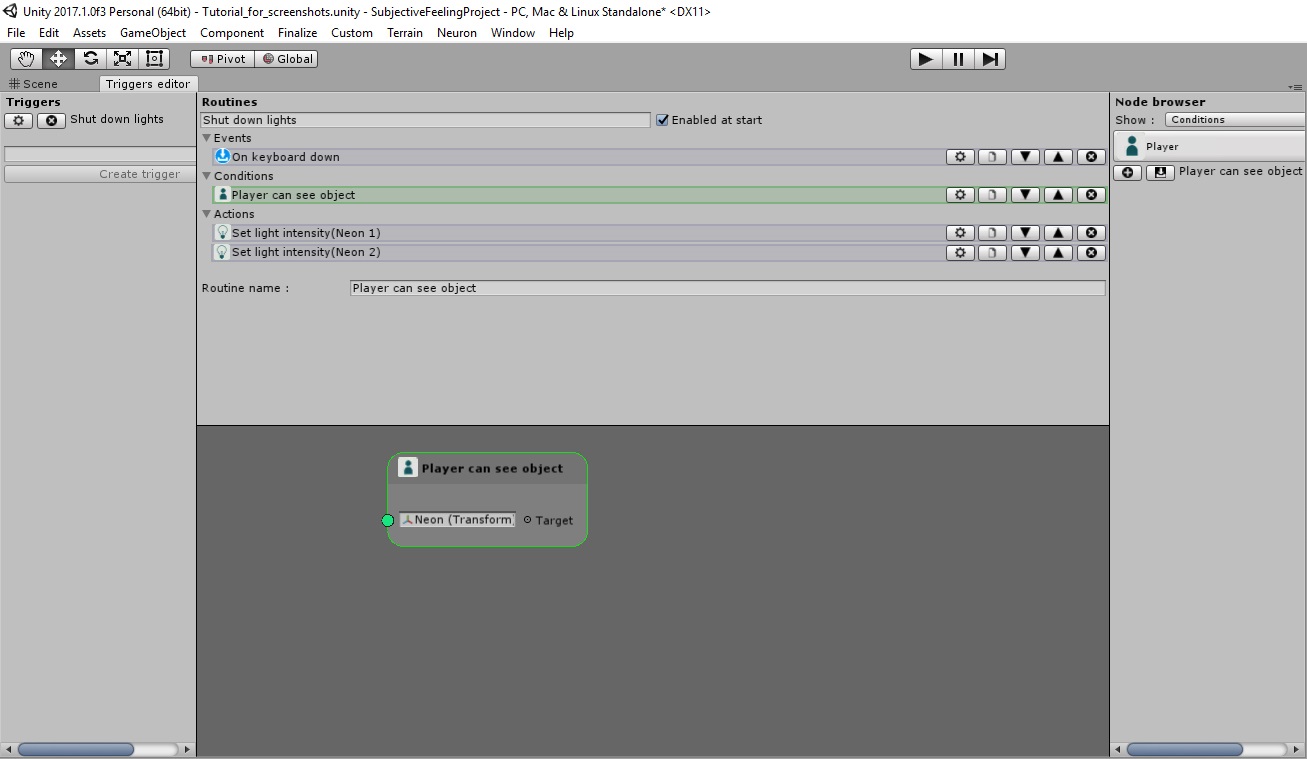 Unity 2017.1.0f3 Personal (64bit) - Tutorial_for_screenshots.unity - SubjectiveFeelingProject - PC, Mac & Linux Standalone* <DX11>
File Edit Assets GameObject Component Finalize Custom Terrain Neuron Window Help
Pivot Global
Scene Triggers editor
Triggers
Shut down lights
Create trigger
Routines
Shut down lights Enabled at start
Events
On keyboard down
Conditions
Player can see object
Actions
Set light intensity(Neon 1)
Set light intensity(Neon 2)
Routine name : Player can see object
Player can see object
Neon (Transform) Target
Node browser
Show : Conditions
Player
Player can see object